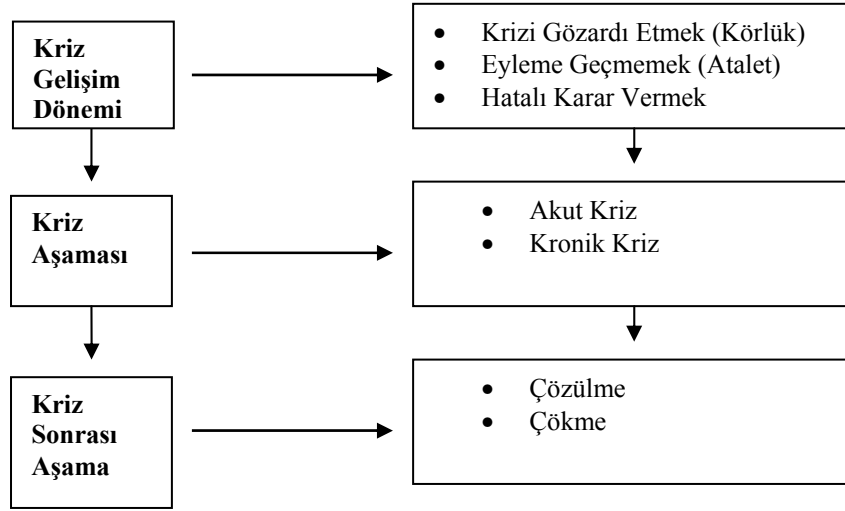 Kriz
Gelişim
Dönemi
• Krizi Gözardı Etmek (Körlük)
• Eyleme Geçmemek (Atalet)
• Hatalı Karar Vermek
Kriz
Aşaması
• Akut Kriz
• Kronik Kriz
Kriz
Sonrası
Aşama
• Çözülme
• Çökme